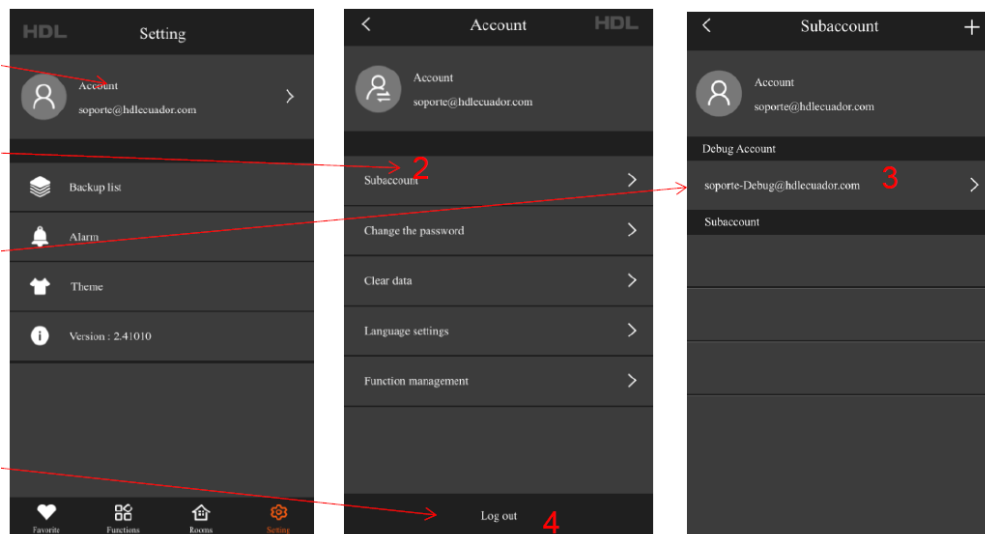 HDL
Setting
Account
soporte@hdlecuador.com
Backup list
Alarm
Theme
Version : 2.41010
Favorite
Functions
Rooms
Setting
Account
HDL
Account
soporte@hdlecuador.com
Subaccount
2
Change the password
Clear data
Language settings
Function management
Log out
4
Subaccount
Account
soporte@hdlecuador.com
Debug Account
soporte-Debug@hdlecuador.com
3
Subaccount